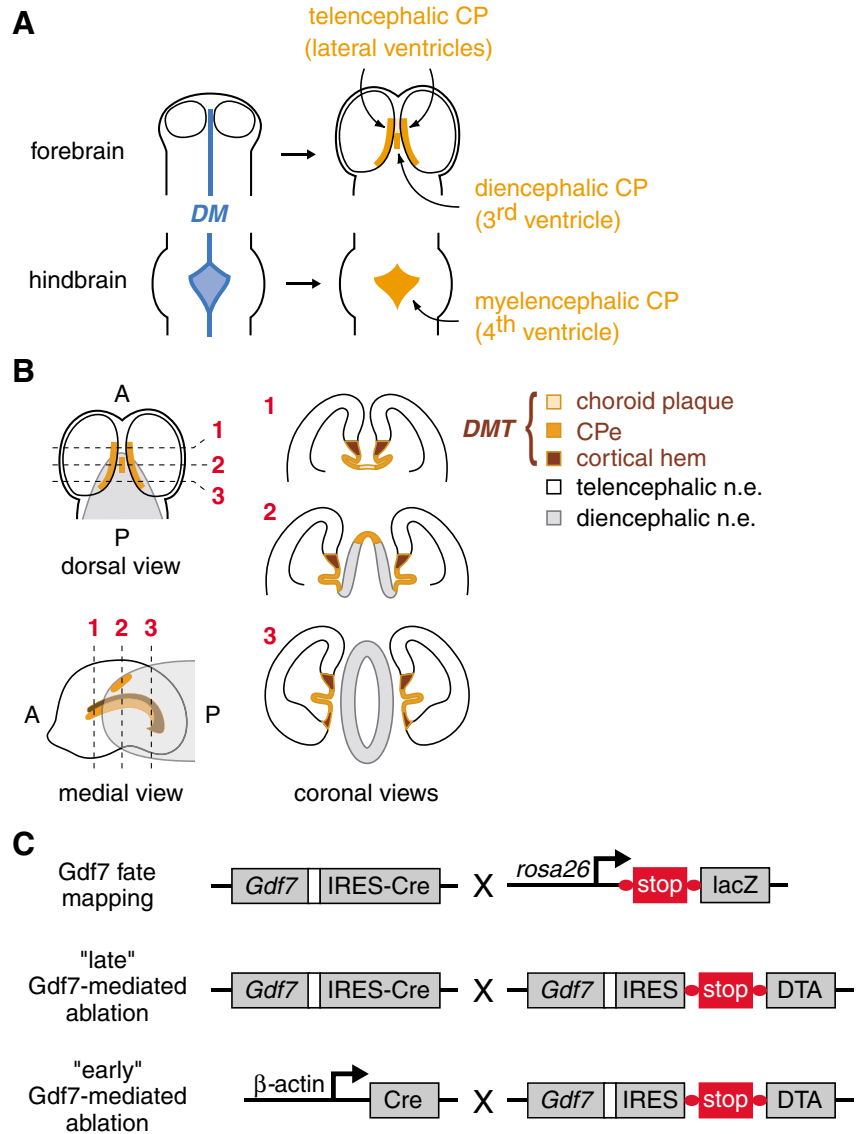 A
telencephalic CP
(lateral ventricles)
forebrain
DM
diencephalic CP
(3rd ventricle)
hindbrain
myelencephalic CP
(4th ventricle)
B
A
1
2
3
P
dorsal view
1
2
3
A
P
medial view
1
2
3
coronal views
DMT
choroid plaque
CPe
cortical hem
telencephalic n.e.
diencephalic n.e.
C
Gdf7 fate
mapping
Gdf7 IRES-Cre X rosa26 stop lacZ
"late"
Gdf7-mediated
ablation
Gdf7 IRES-Cre X Gdf7 IRES stop DTA
"early"
Gdf7-mediated
ablation
β-actin Cre X Gdf7 IRES stop DTA